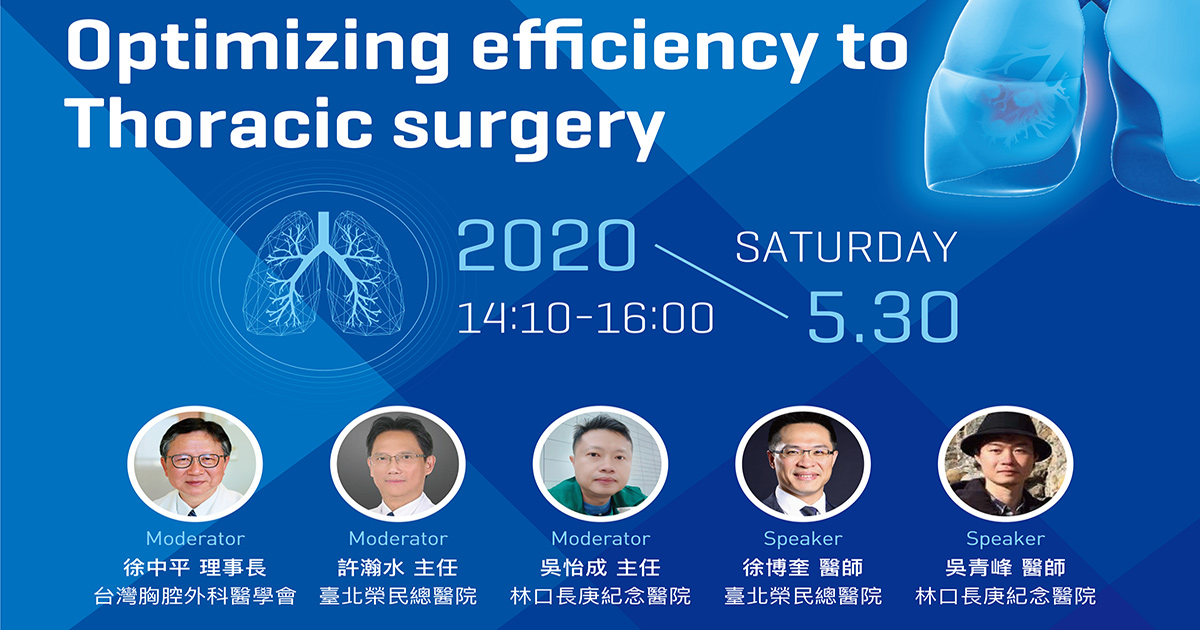 Optimizing efficiency to
Thoracic surgery
2020
SATURDAY
14:10-16:00
5.30
Moderator
徐中平 理事長
台灣胸腔外科醫學會
Moderator
許瀚水 主任
臺北榮民總醫院
Moderator
吳怡成 主任
林口長庚紀念醫院
Speaker
徐博奎 醫師
臺北榮民總醫院
Speaker
吳青峰 醫師
林口長庚紀念醫院